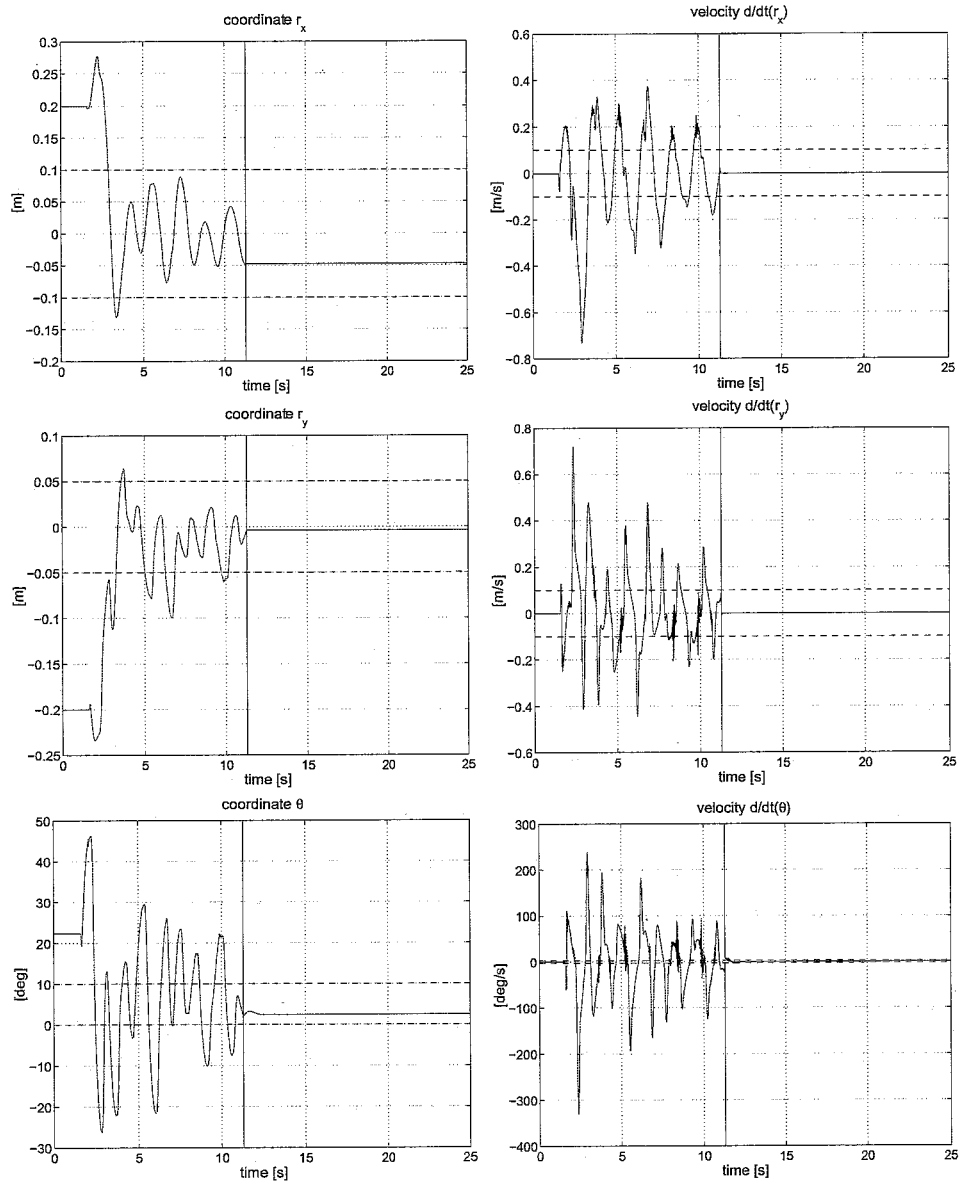 coordinate r_x
0.3
0.25
0.2
0.15
0.1
0.05
0
−0.05
−0.1
−0.15
−0.2
[m]
0 5 10 15 20 25
time [s]
velocity d/dt(r_x)
0.6
0.4
0.2
0
−0.2
−0.4
−0.6
−0.8
[m/s]
0 5 10 15 20 25
time [s]
coordinate r_y
0.1
0.05
0
−0.05
−0.1
−0.15
−0.2
−0.25
[m]
0 5 10 15 20 25
time [s]
velocity d/dt(r_y)
0.8
0.6
0.4
0.2
0
−0.2
−0.4
−0.6
[m/s]
0 5 10 15 20 25
time [s]
coordinate θ
50
40
30
20
10
0
−10
−20
−30
[deg]
0 5 10 15 20 25
time [s]
velocity d/dt(θ)
300
200
100
0
−100
−200
−300
−400
[deg/s]
0 5 10 15 20 25
time [s]